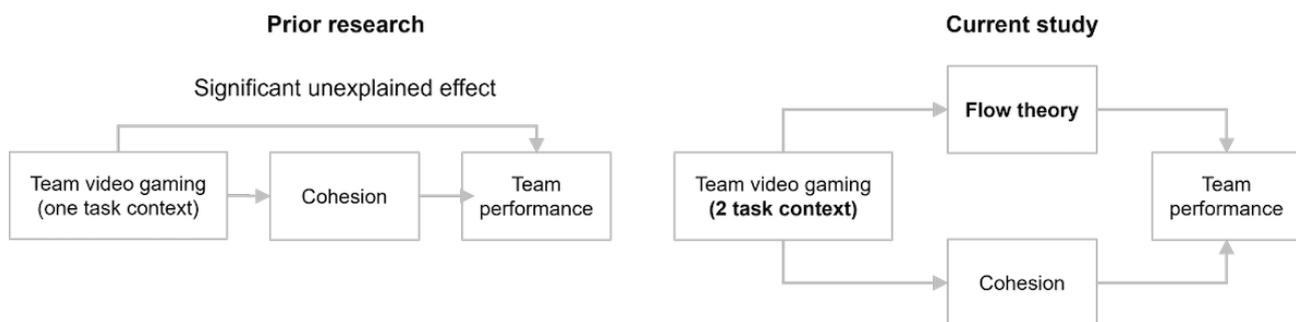 Prior research
Significant unexplained effect
Team video gaming
(one task context)
Cohesion
Team
performance
Current study
Flow theory
Team video gaming
(2 task context)
Cohesion
Team
performance